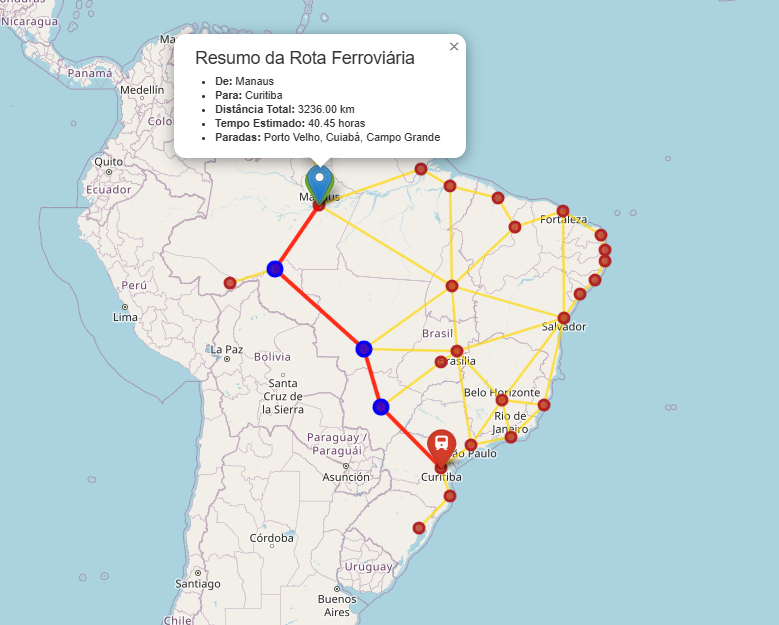 Nicaragua
Ma
Panamá
Medellín
Colo
Quito
Ecuador
Perú
Lima
La Paz
Bolivia
Santa
Cruz de
la Sierra
Paraguay /
Paraguái
Asunción
Córdoba
Santiago
Uruguay
Buenos
Aires
Chile
×
Resumo da Rota Ferroviária
De: Manaus
Para: Curitiba
Distância Total: 3236.00 km
Tempo Estimado: 40.45 horas
Paradas: Porto Velho, Cuiabá, Campo Grande
Manaus
Fortaleza
Salvador
Brasil
Brasília
Belo Horizonte
Rio de
Janeiro
São Paulo
Curitiba